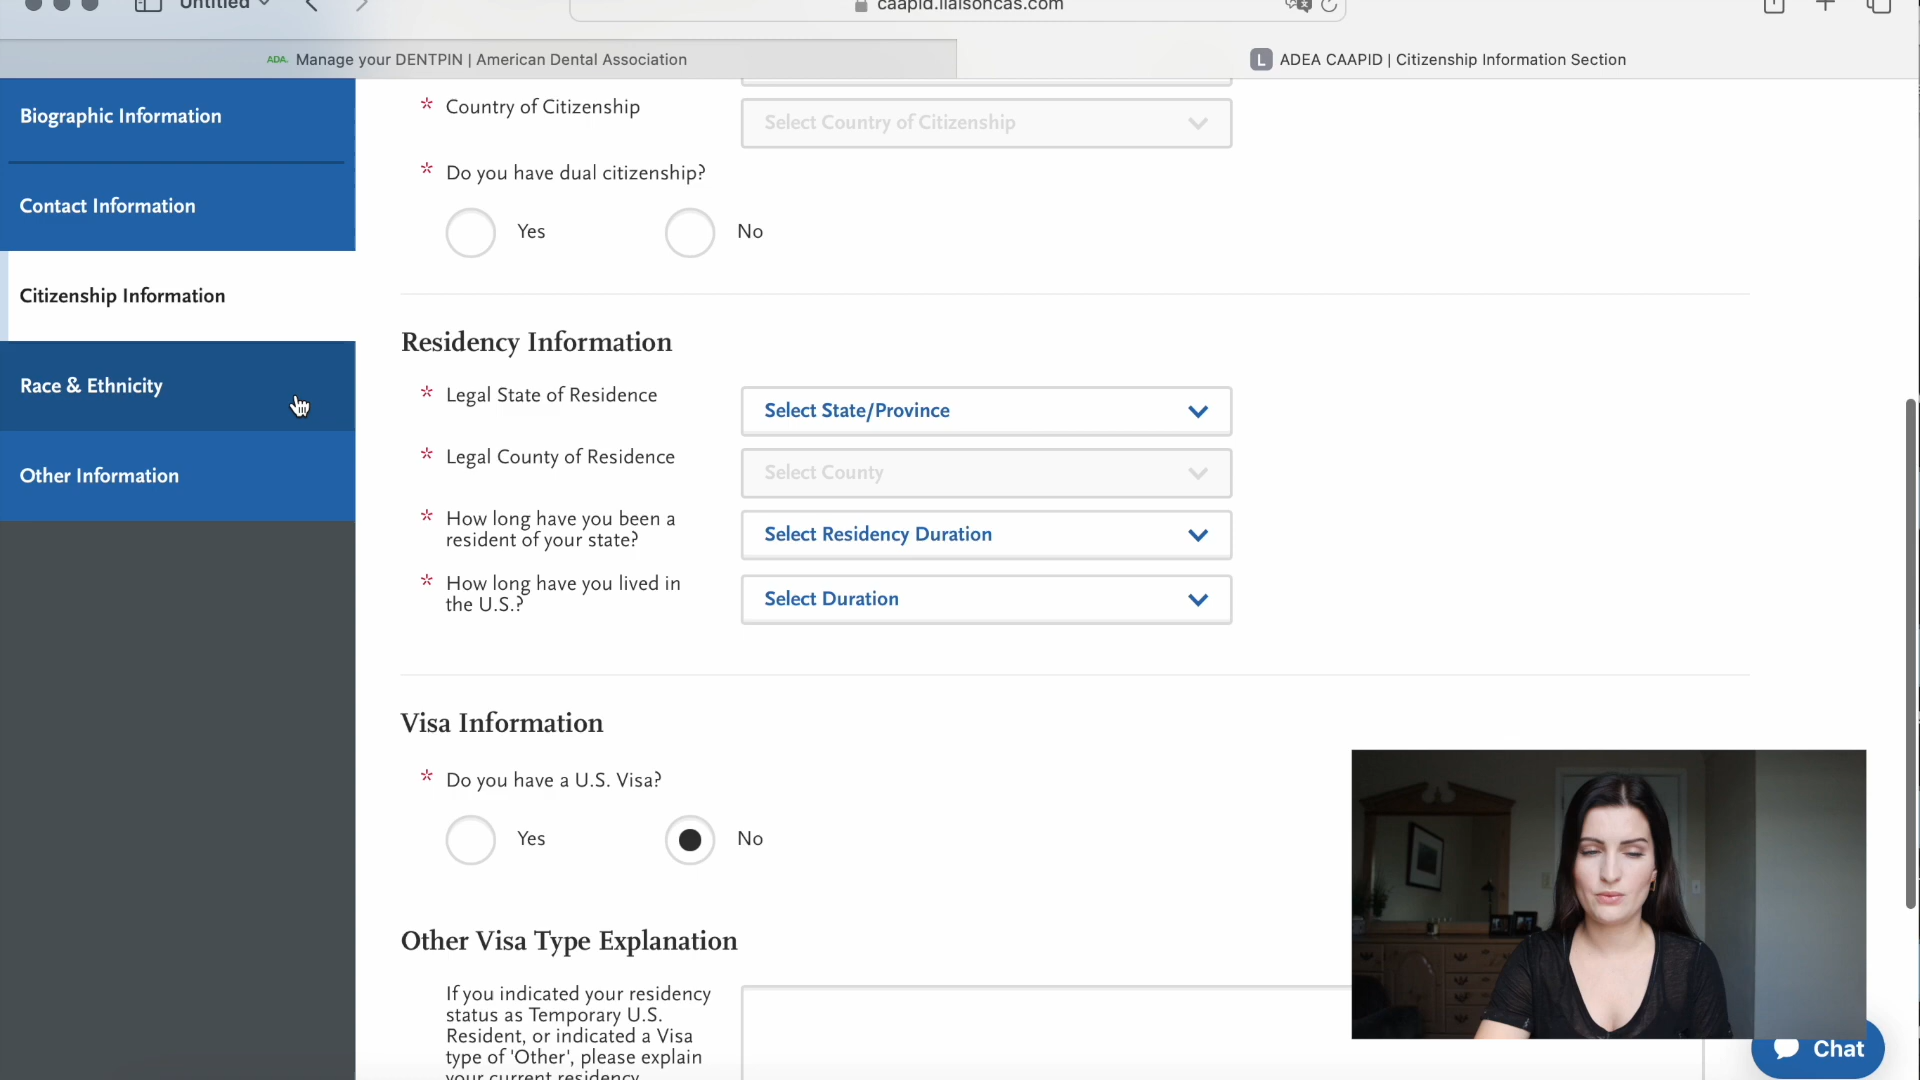 Untitled
caapid.liaisoncas.com
ADA. Manage your DENTPIN | American Dental Association
L ADEA CAAPID | Citizenship Information Section
Biographic Information
Contact Information
Citizenship Information
Race & Ethnicity
Other Information
* Country of Citizenship
Select Country of Citizenship
* Do you have dual citizenship?
Yes
No
Residency Information
* Legal State of Residence
Select State/Province
* Legal County of Residence
Select County
* How long have you been a
resident of your state?
Select Residency Duration
* How long have you lived in
the U.S.?
Select Duration
Visa Information
* Do you have a U.S. Visa?
Yes
No
Other Visa Type Explanation
If you indicated your residency
status as Temporary U.S.
Resident, or indicated a Visa
type of 'Other', please explain
your current residency
Chat